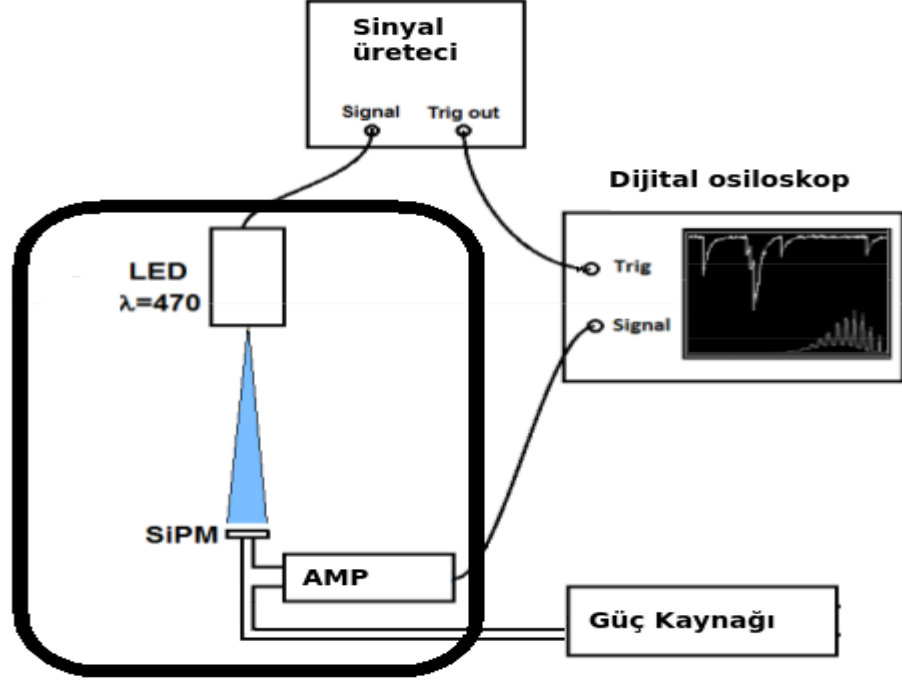 Sinyal
üreteci
Signal Trig out
Dijital osiloskop
Trig
Signal
LED
λ=470
SiPM
AMP
Güç Kaynağı